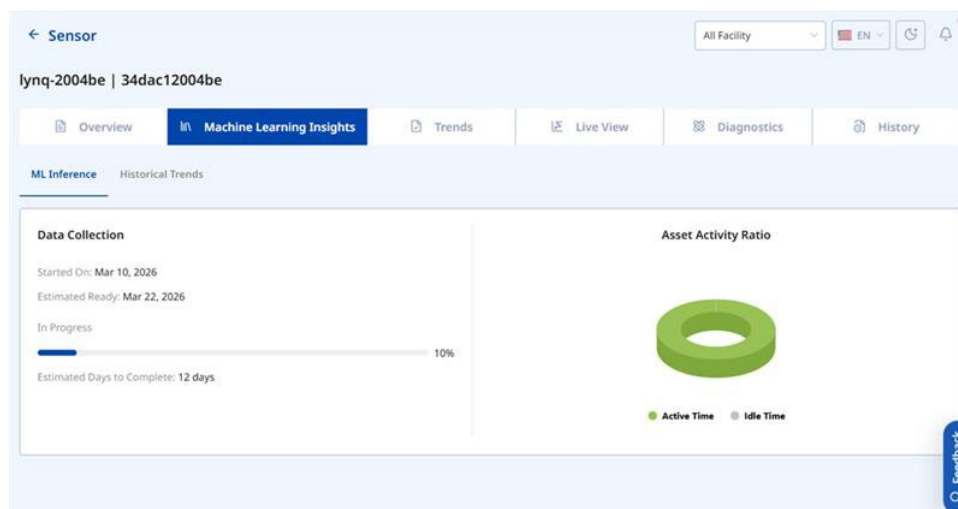 Sensor
All Facility
EN
lynq-2004be | 34dac12004be
Overview
Machine Learning Insights
Trends
Live View
Diagnostics
History
ML Inference
Historical Trends
Data Collection
Started On: Mar 10, 2026
Estimated Ready: Mar 22, 2026
In Progress
10%
Estimated Days to Complete: 12 days
Asset Activity Ratio
Active Time
Idle Time
Feedback